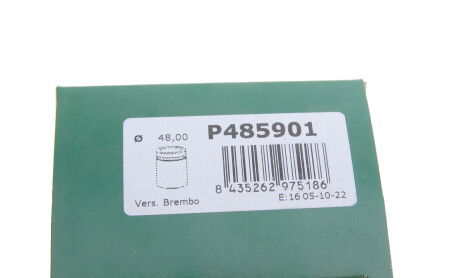 Ø 48,00 P485901
8 435262 975186
Vers. Brembo E:16 05-10-22